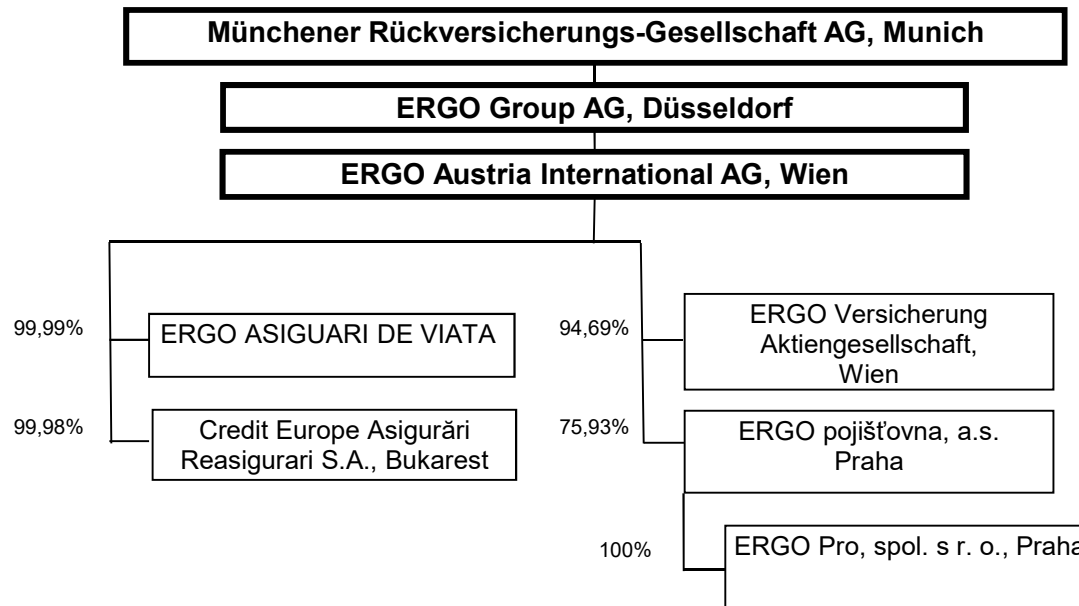 Münchener Rückversicherungs-Gesellschaft AG, Munich
ERGO Group AG, Düsseldorf
ERGO Austria International AG, Wien
99,99%
ERGO ASIGUARI DE VIATA
94,69%
ERGO Versicherung
Aktiengesellschaft,
Wien
99,98%
Credit Europe Asigurări
Reasigurari S.A., Bukarest
75,93%
ERGO pojišťovna, a.s.
Praha
100%
ERGO Pro, spol. s r. o., Praha